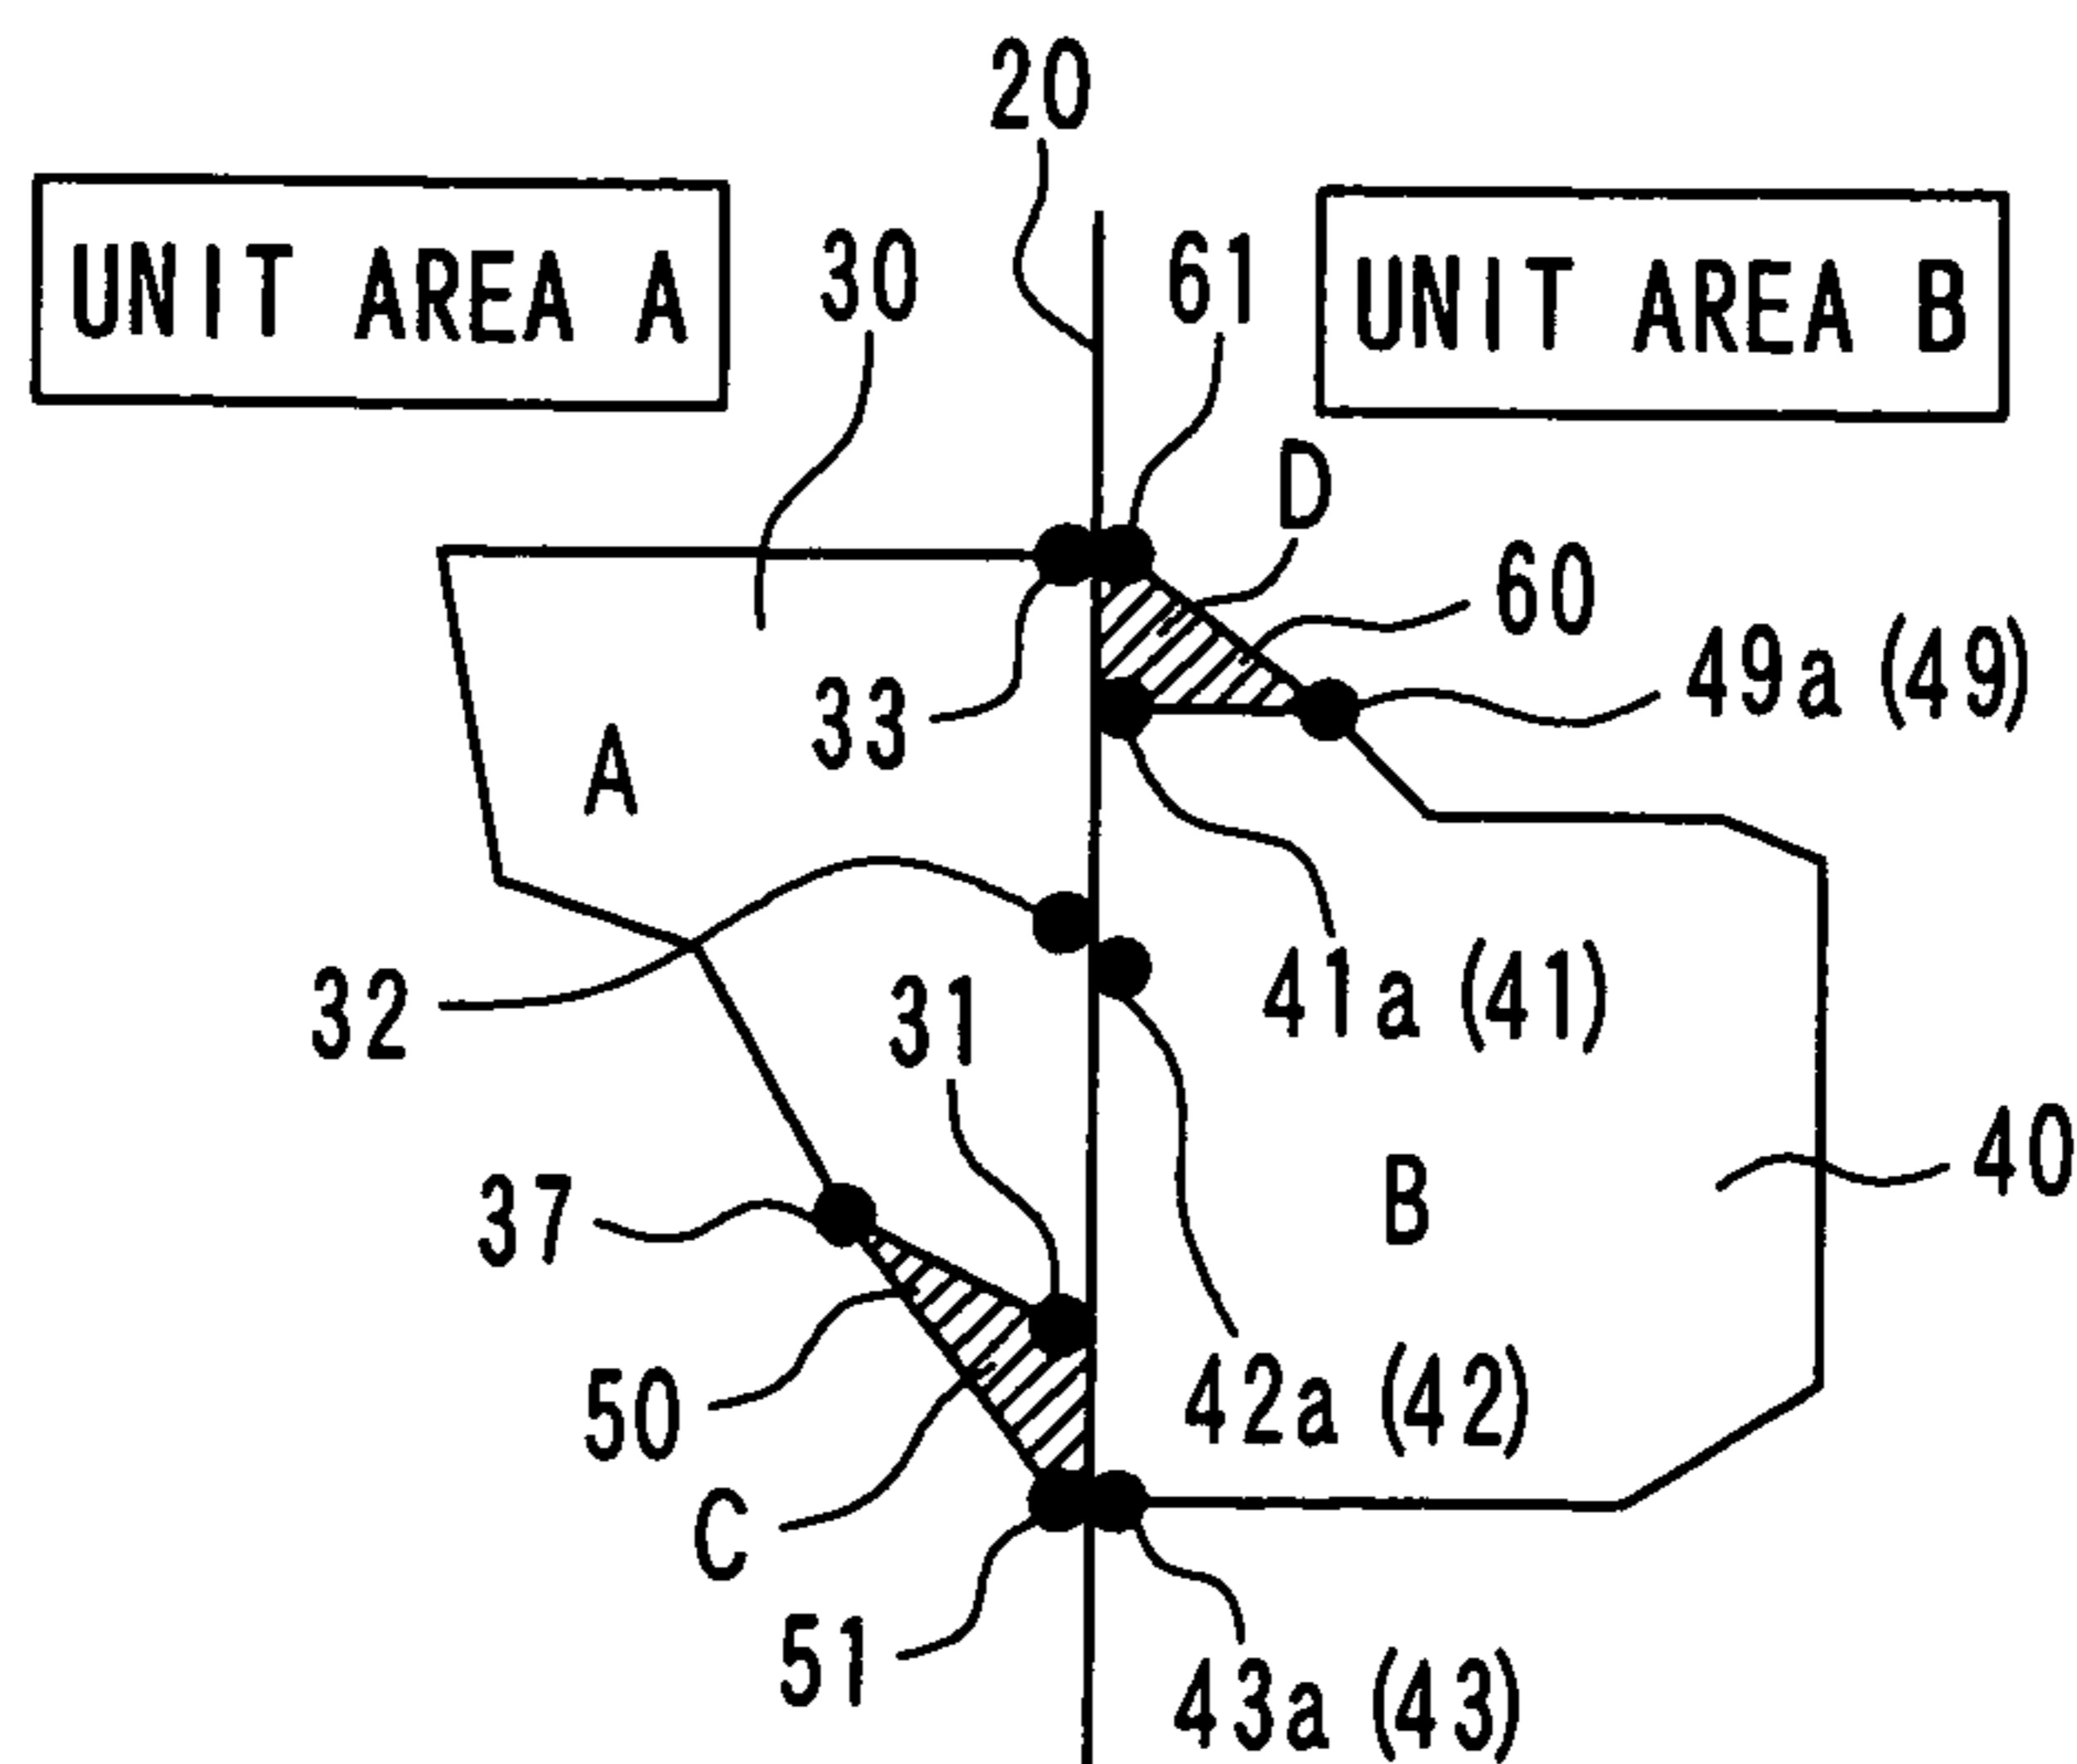 20
UNIT AREA A
30
61
UNIT AREA B
D
60
49a (49)
33
A
32
31
41a (41)
40
37
B
50
42a (42)
C
51
43a (43)